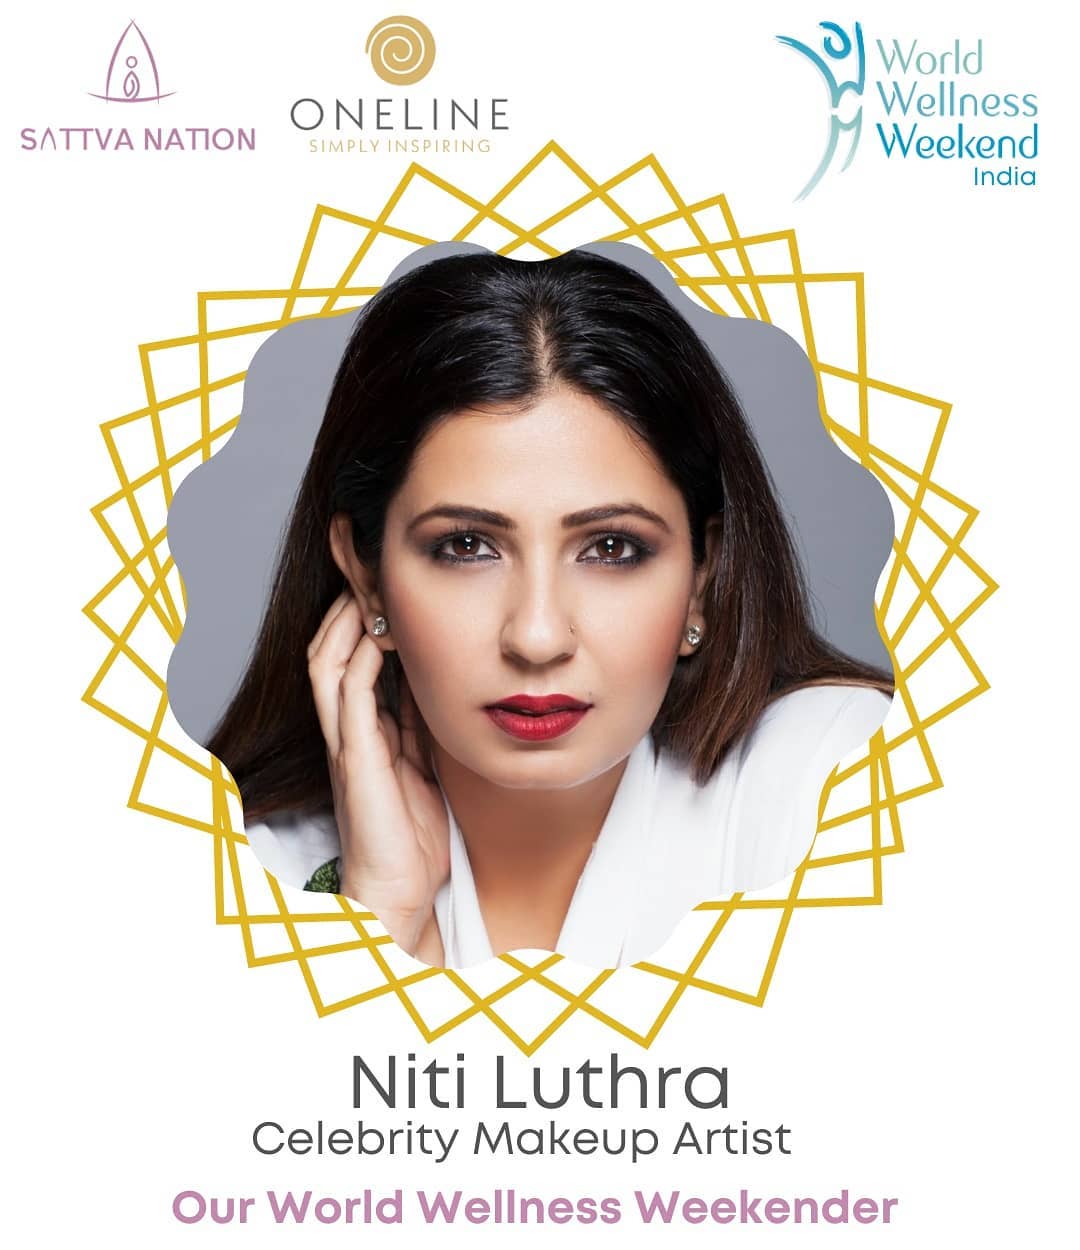 SATTVA NATION
ONELINE
SIMPLY INSPIRING
World
Wellness
Weekend
India
Niti Luthra
Celebrity Makeup Artist
Our World Wellness Weekender